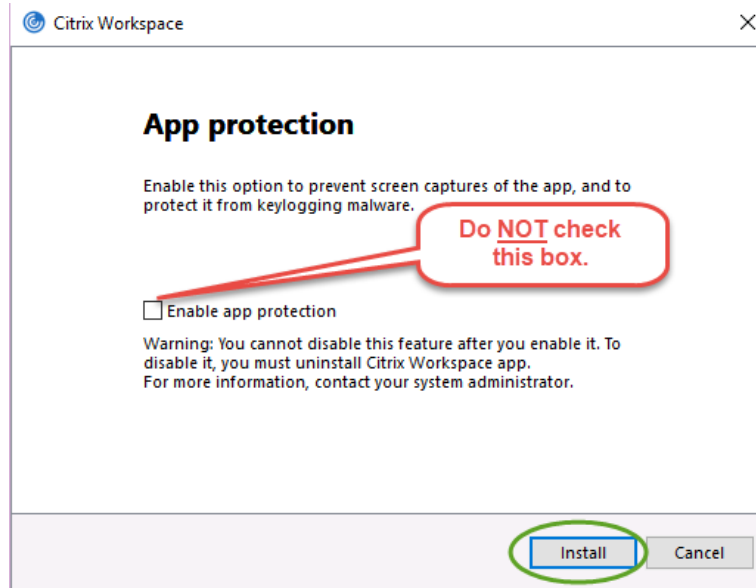 Citrix Workspace
App protection
Enable this option to prevent screen captures of the app, and to
protect it from keylogging malware.
Do NOT check
this box.
Enable app protection
Warning: You cannot disable this feature after you enable it. To
disable it, you must uninstall Citrix Workspace app.
For more information, contact your system administrator.
Install
Cancel